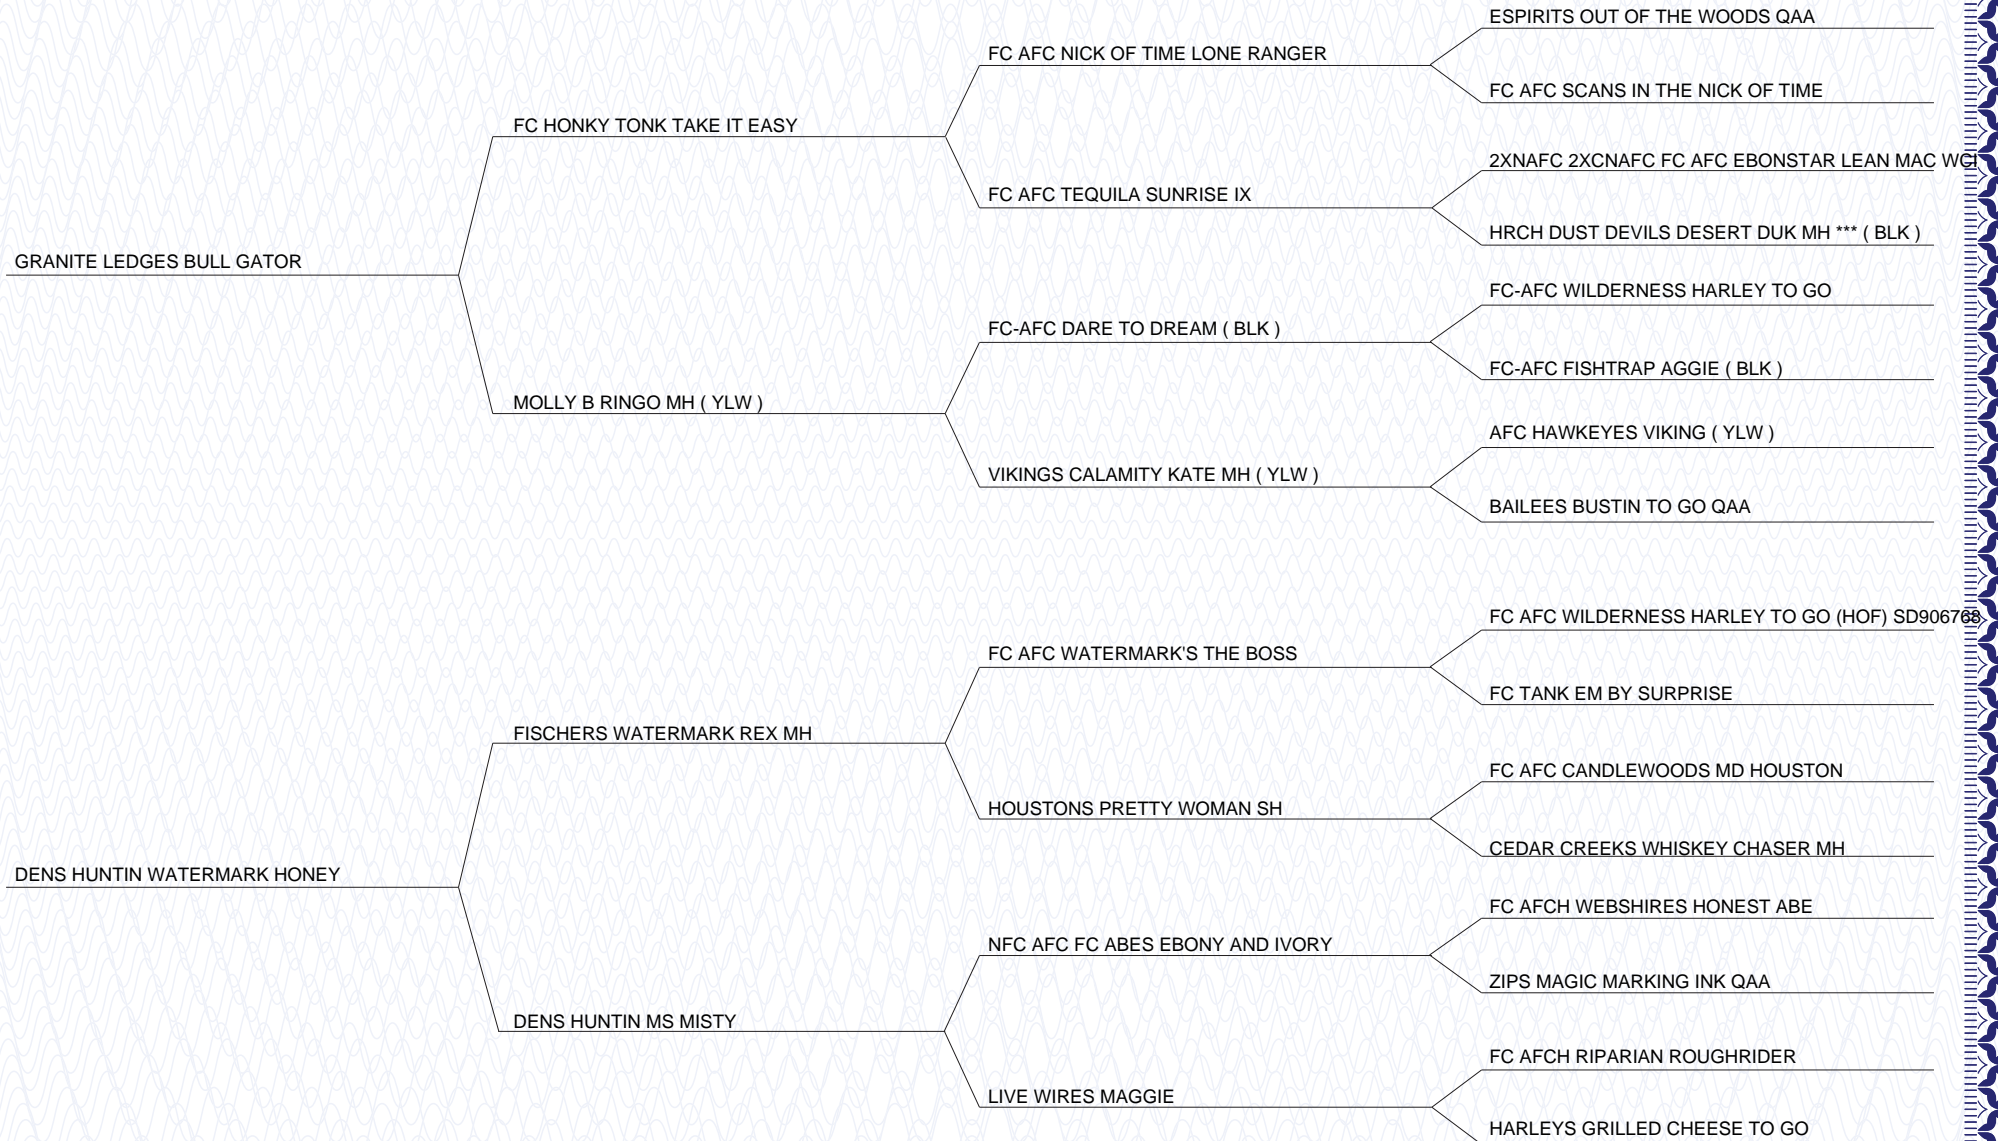 ESPIRITS OUT OF THE WOODS QAA
FC AFC NICK OF TIME LONE RANGER
FC AFC SCANS IN THE NICK OF TIME
FC HONKY TONK TAKE IT EASY
2XNAFC 2XCNAFC FC AFC EBONSTAR LEAN MAC
FC AFC TEQUILA SUNRISE IX
HRCH DUST DEVILS DESERT DUK MH *** ( BLK )
GRANITE LEDGES BULL GATOR
FC-AFC WILDERNESS HARLEY TO GO
FC-AFC DARE TO DREAM ( BLK )
FC-AFC FISHTRAP AGGIE ( BLK )
MOLLY B RINGO MH ( YLW )
AFC HAWKEYES VIKING ( YLW )
VIKINGS CALAMITY KATE MH ( YLW )
BAILEES BUSTIN TO GO QAA
FC AFC WILDERNESS HARLEY TO GO (HOF) SD906768
FC AFC WATERMARK'S THE BOSS
FC TANK EM BY SURPRISE
FISCHERS WATERMARK REX MH
FC AFC CANDLEWOODS MD HOUSTON
HOUSTONS PRETTY WOMAN SH
CEDAR CREEKS WHISKEY CHASER MH
DENS HUNTIN WATERMARK HONEY
FC AFCH WEBSHIRES HONEST ABE
NFC AFC FC ABES EBONY AND IVORY
ZIPS MAGIC MARKING INK QAA
DENS HUNTIN MS MISTY
FC AFCH RIPARIAN ROUGHRIDER
LIVE WIRES MAGGIE
HARLEYS GRILLED CHEESE TO GO